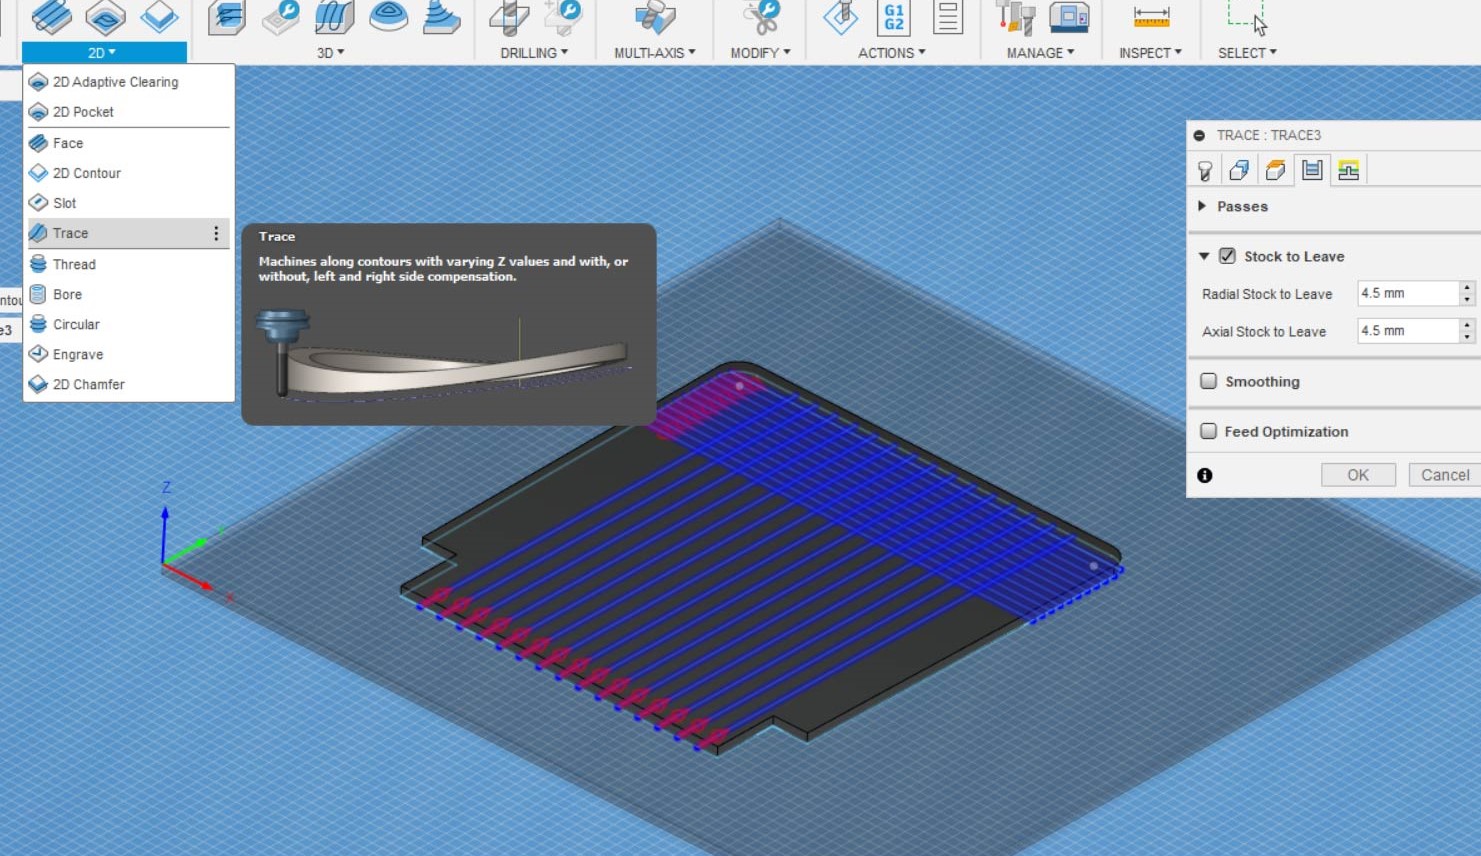 G1
G2
2D
3D
DRILLING
MULTI-AXIS
MODIFY
ACTIONS
MANAGE
INSPECT
SELECT
2D Adaptive Clearing
2D Pocket
Face
2D Contour
Slot
Trace
Thread
Bore
Circular
Engrave
2D Chamfer
ntou
e3
Trace
Machines along contours with varying Z values and with, or
without, left and right side compensation.
Z
X
TRACE : TRACE3
Passes
Stock to Leave
Radial Stock to Leave 4.5 mm
Axial Stock to Leave 4.5 mm
Smoothing
Feed Optimization
OK Cancel